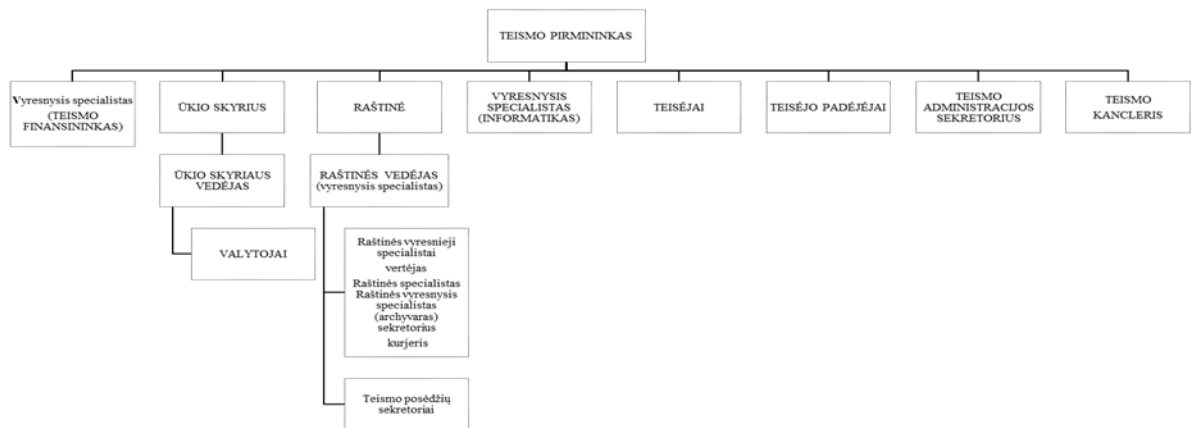 TEISMO PIRMININKAS
Vyresnysis specialistas
(TEISMO
FINANSININKAS)
ŪKIO SKYRIUS
RAŠTINĖ
VYRESNYSIS
SPECIALISTAS
(INFORMATIKAS)
TEISĖJAI
TEISĖJO PADĖJĖJAI
TEISMO
ADMINISTRACIJOS
SEKRETORIUS
TEISMO
KANCLERIS
ŪKIO SKYRIAUS
VEDĖJAS
RAŠTINĖS VEDĖJAS
(vyresnysis specialistas)
VALYTOJAI
Raštinės vyresnieji
specialistai
vertėjas
Raštinės specialistas
Raštinės vyresnysis
specialistas
(archyvaras)
sekretorius
kurjeris
Teismo posėdžių
sekretoriai